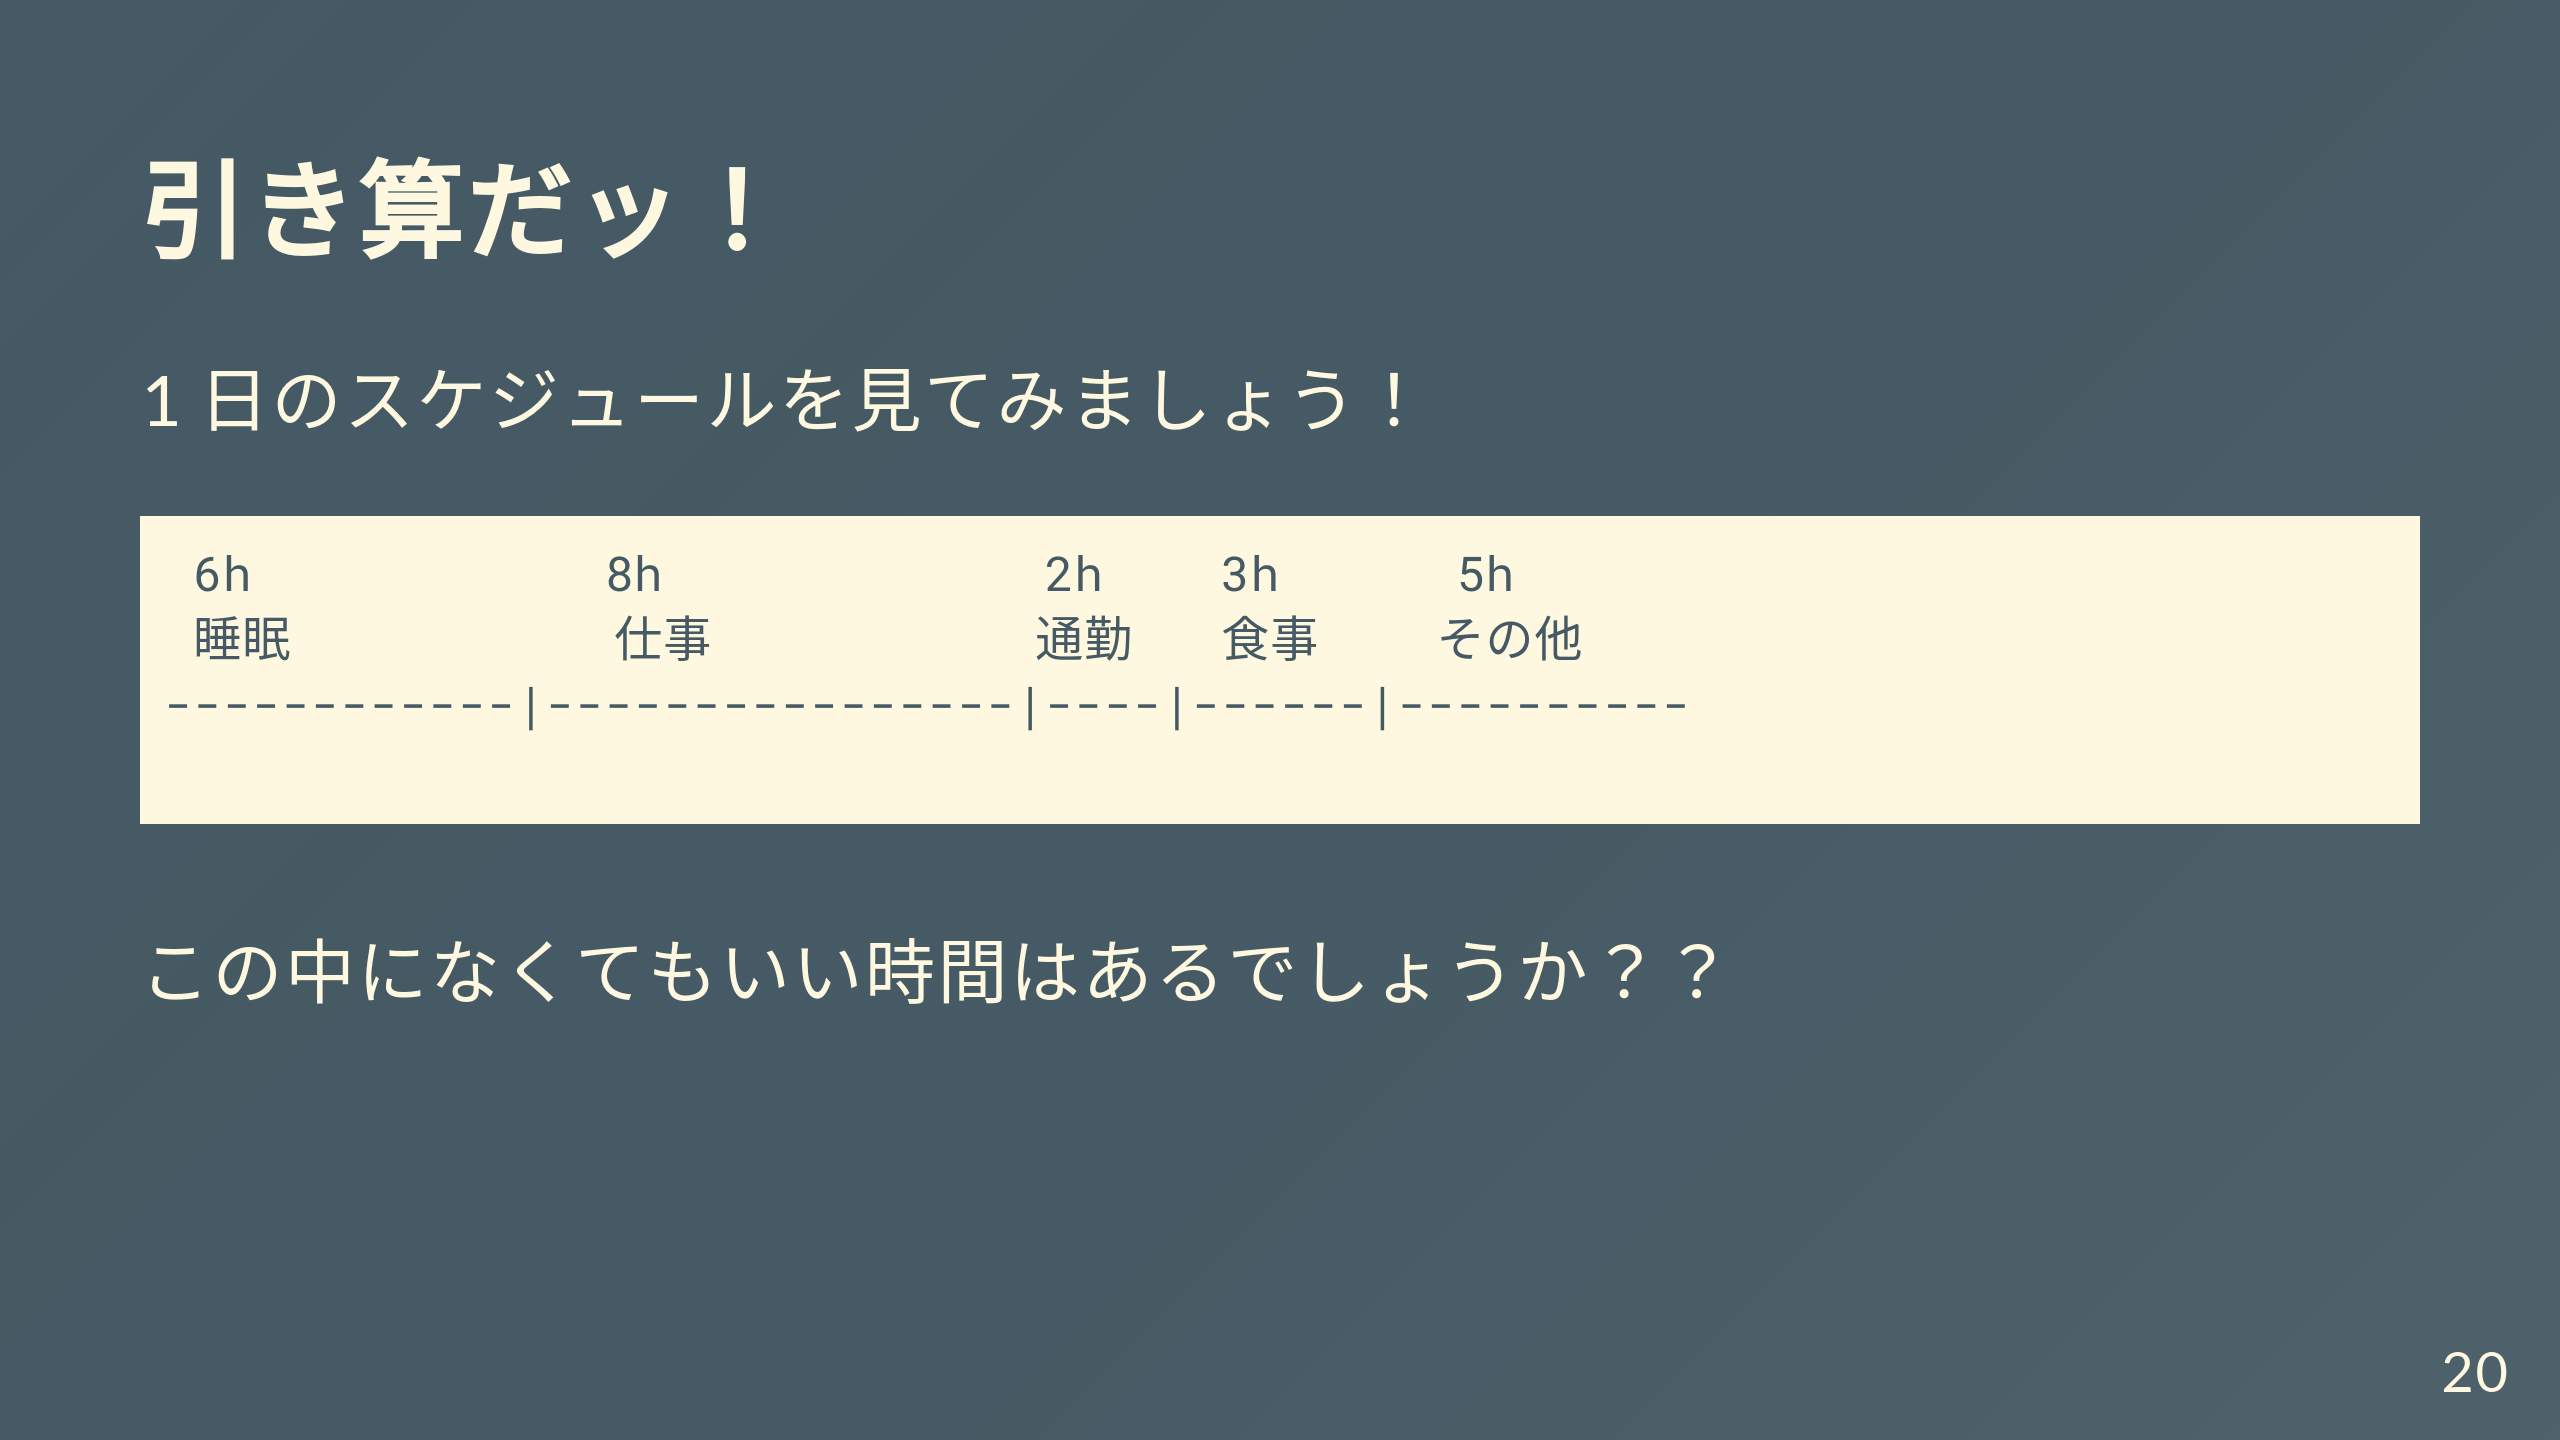 引き算だッ！
1 日のスケジュールを見てみましょう！
6h 8h 2h 3h 5h
睡眠 仕事 通勤 食事 その他
------------|----------------|----|------|----------
この中になくてもいい時間はあるでしょうか？？
20